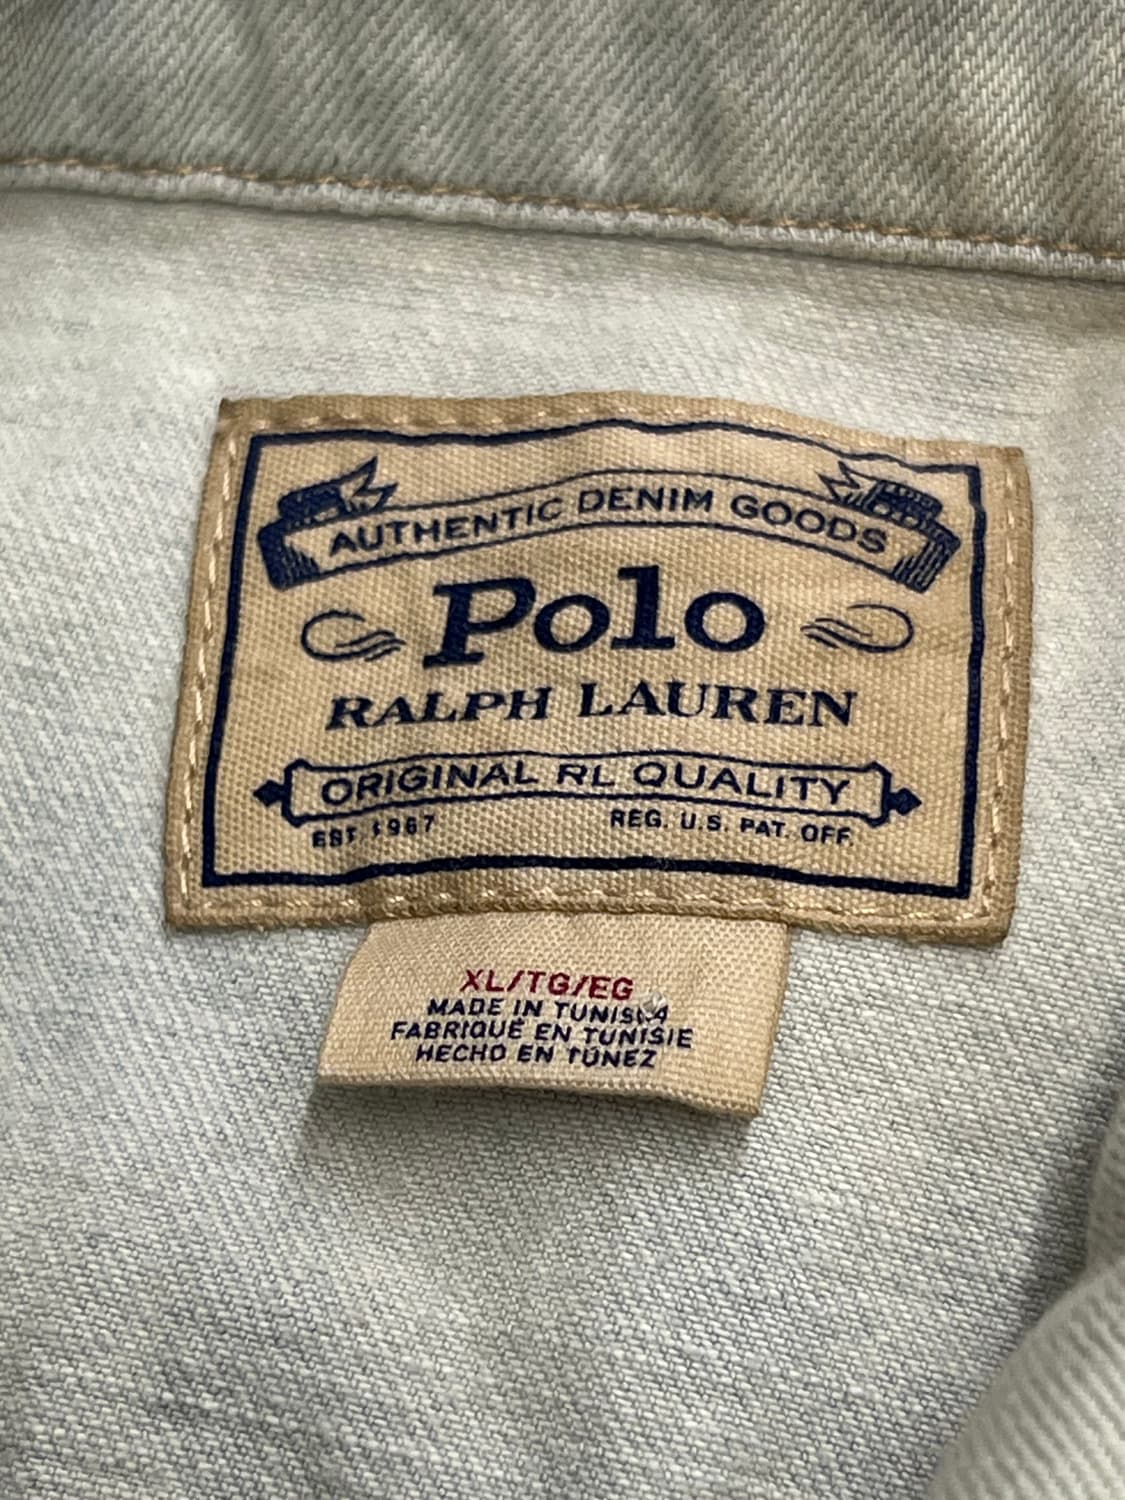 AUTHENTIC DENIM GOODS
Polo
RALPH LAUREN
ORIGINAL RL QUALITY
EST 1967 REG. U.S. PAT. OFF.
XL/TG/EG
MADE IN TUNISIA
FABRIQUÉ EN TUNISIE
HECHO EN TÚNEZ